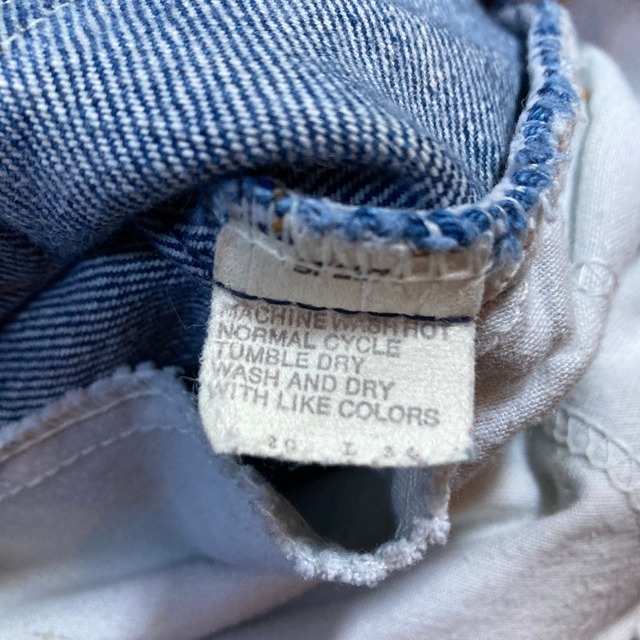 MACHINE WASH HOT
NORMAL CYCLE
TUMBLE DRY
WASH AND DRY
WITH LIKE COLORS